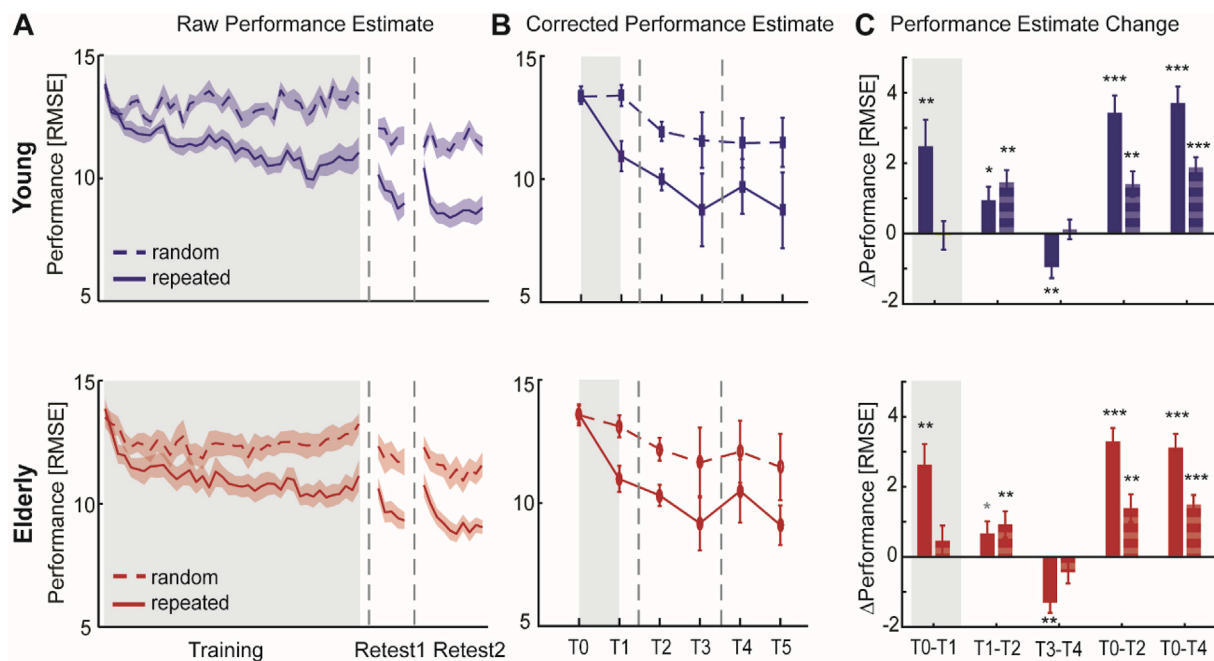 A Raw Performance Estimate B Corrected Performance Estimate C Performance Estimate Change
Young
Performance [RMSE]
15
10
5
random
repeated
15
10
5
ΔPerformance [RMSE]
4
2
0
-2
** * ** ** *** ** *** ***
Elderly
Performance [RMSE]
15
10
5
random
repeated
Training Retest1 Retest2
15
10
5
T0 T1 T2 T3 T4 T5
ΔPerformance [RMSE]
4
2
0
-2
** * ** ** *** ** *** ***
T0-T1 T1-T2 T3-T4 T0-T2 T0-T4